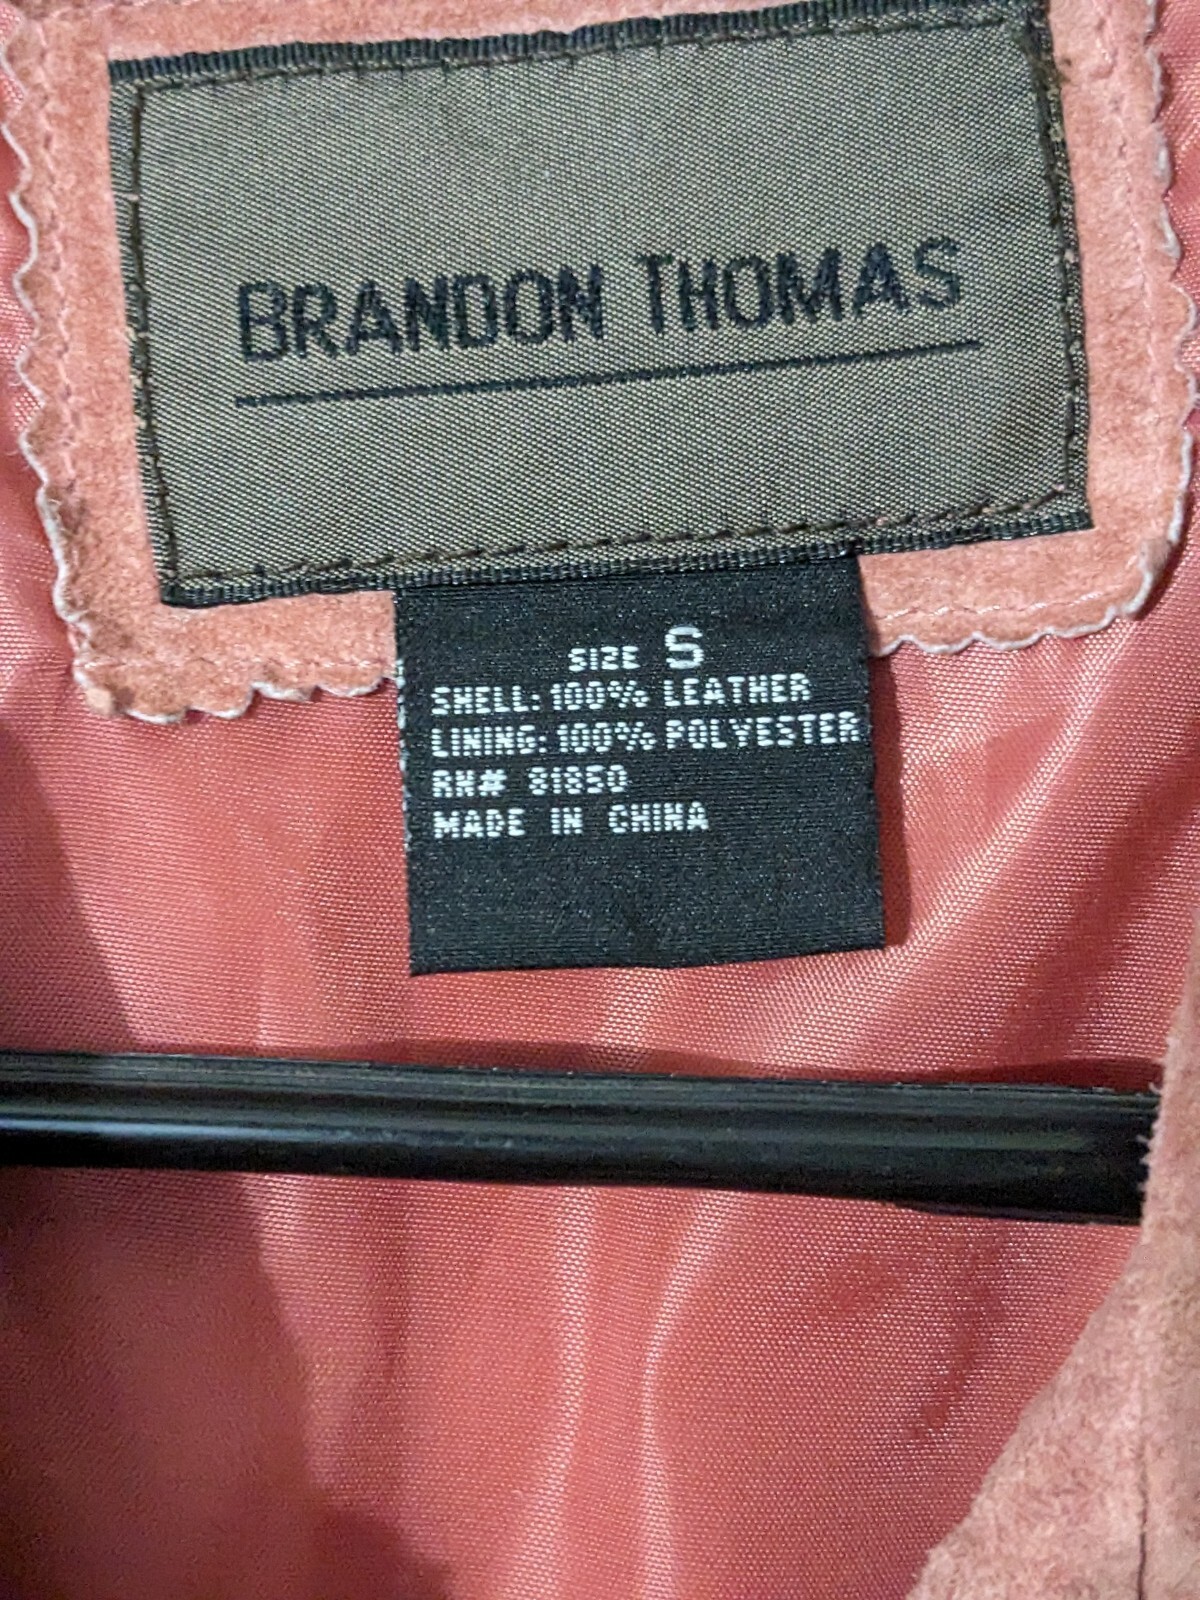 BRANDON THOMAS
SIZE S
SHELL: 100% LEATHER
LINING: 100% POLYESTER
RN# 81850
MADE IN CHINA